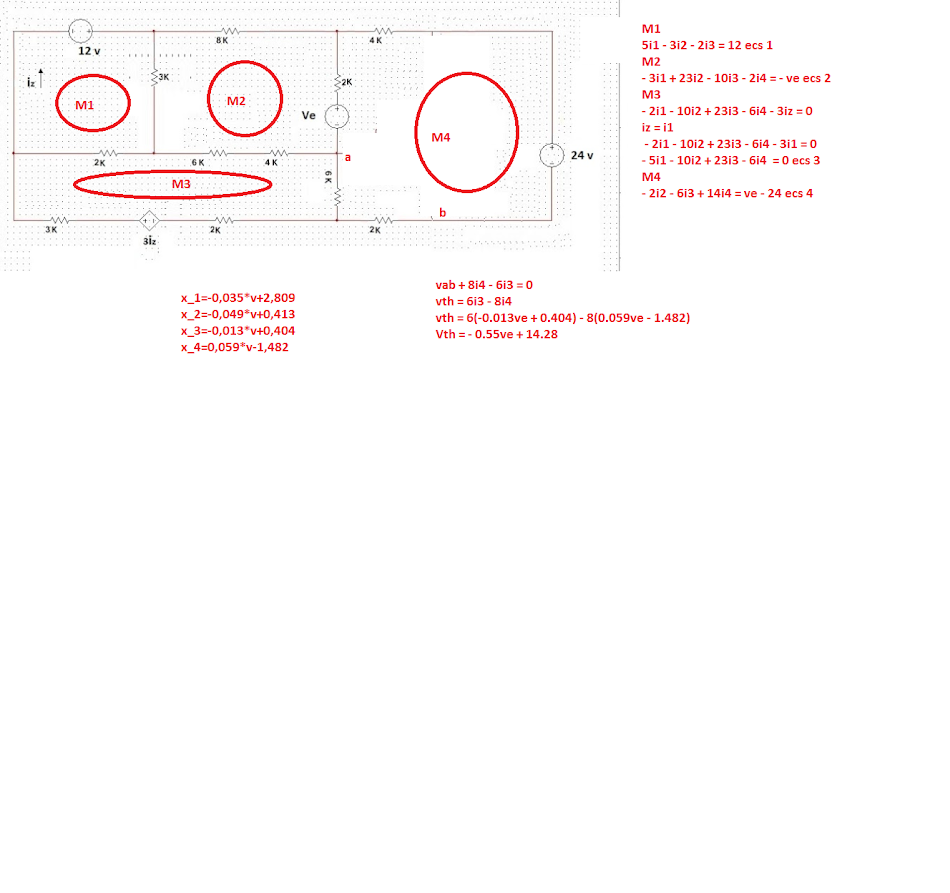 12 v
8 K
4 K
iz
3K
2K
M1
M2
Ve
M4
a
24 v
2K
6 K
4 K
6 K
M3
b
3 K
3iz
2K
2K
M1
5i1 - 3i2 - 2i3 = 12 ecs 1
M2
- 3i1 + 23i2 - 10i3 - 2i4 = - ve ecs 2
M3
- 2i1 - 10i2 + 23i3 - 6i4 - 3iz = 0
iz = i1
- 2i1 - 10i2 + 23i3 - 6i4 - 3i1 = 0
- 5i1 - 10i2 + 23i3 - 6i4 = 0 ecs 3
M4
- 2i2 - 6i3 + 14i4 = ve - 24 ecs 4
x_1=-0,035*v+2,809
x_2=-0,049*v+0,413
x_3=-0,013*v+0,404
x_4=0,059*v-1,482
vab + 8i4 - 6i3 = 0
vth = 6i3 - 8i4
vth = 6(-0.013ve + 0.404) - 8(0.059ve - 1.482)
Vth = - 0.55ve + 14.28